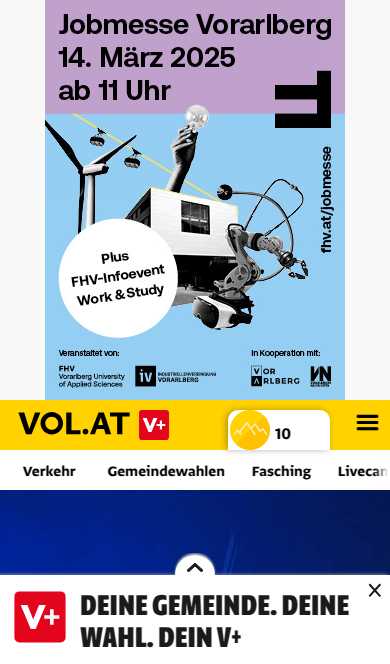 Jobmesse Vorarlberg
14. März 2025
ab 11 Uhr
fhv.at/jobmesse
Plus
FHV-Infoevent
Work & Study
Veranstaltet von:
FHV
Vorarlberg University
of Applied Sciences
iV INDUSTRIELLENVEREINIGUNG
VORARLBERG
In Kooperation mit:
VOR
ARLBERG
VOL.AT V+
10
Verkehr Gemeindewahlen Fasching Livecam
V+ DEINE GEMEINDE. DEINE
WAHL. DEIN V+